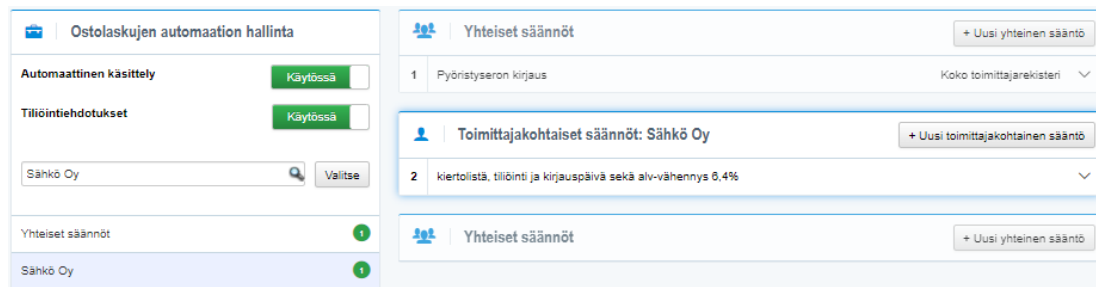 Ostolaskujen automaation hallinta
Automaattinen käsittely
Käytössä
Tiliöintiehdotukset
Käytössä
Sähkö Oy
Valitse
Yhteiset säännöt
1
Sähkö Oy
1
Yhteiset säännöt
+ Uusi yhteinen sääntö
1 Pyöristyseron kirjaus Koko toimittajarekisteri
Toimittajakohtaiset säännöt: Sähkö Oy
+ Uusi toimittajakohtainen sääntö
2 kiertolistä, tiliöinti ja kirjauspäivä sekä alv-vähennys 6,4%
Yhteiset säännöt
+ Uusi yhteinen sääntö